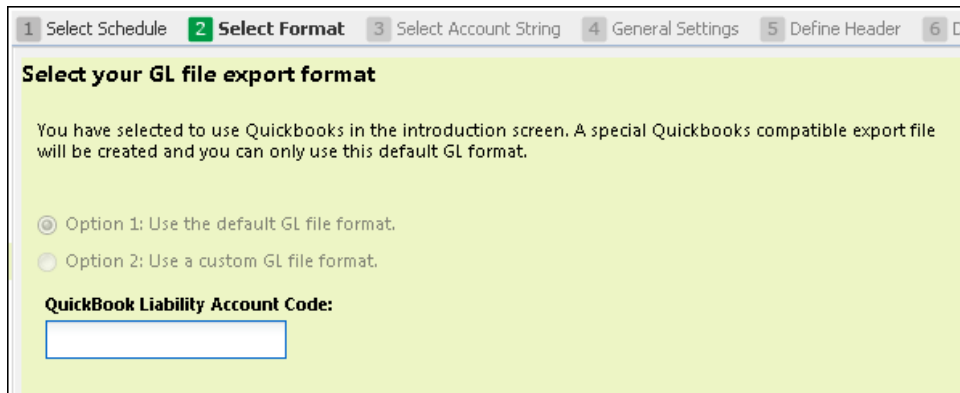 1 Select Schedule 2 Select Format 3 Select Account String 4 General Settings 5 Define Header 6
Select your GL file export format
You have selected to use Quickbooks in the introduction screen. A special Quickbooks compatible export file
will be created and you can only use this default GL format.
Option 1: Use the default GL file format.
Option 2: Use a custom GL file format.
QuickBook Liability Account Code: